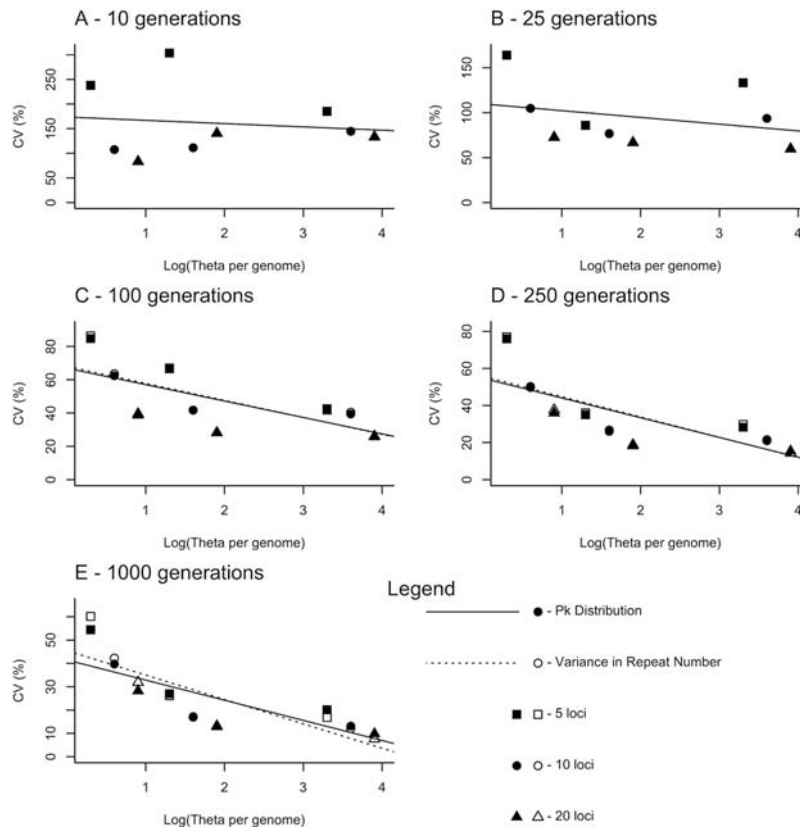 A - 10 generations
CV (%)
0 50 150 250
1 2 3 4
Log(Theta per genome)
B - 25 generations
CV (%)
0 50 100 150
1 2 3 4
Log(Theta per genome)
C - 100 generations
CV (%)
0 20 40 60 80
1 2 3 4
Log(Theta per genome)
D - 250 generations
CV (%)
0 20 40 60 80
1 2 3 4
Log(Theta per genome)
E - 1000 generations
CV (%)
0 10 30 50
1 2 3 4
Log(Theta per genome)
Legend
- Pk Distribution
- Variance in Repeat Number
- 5 loci
- 10 loci
- 20 loci